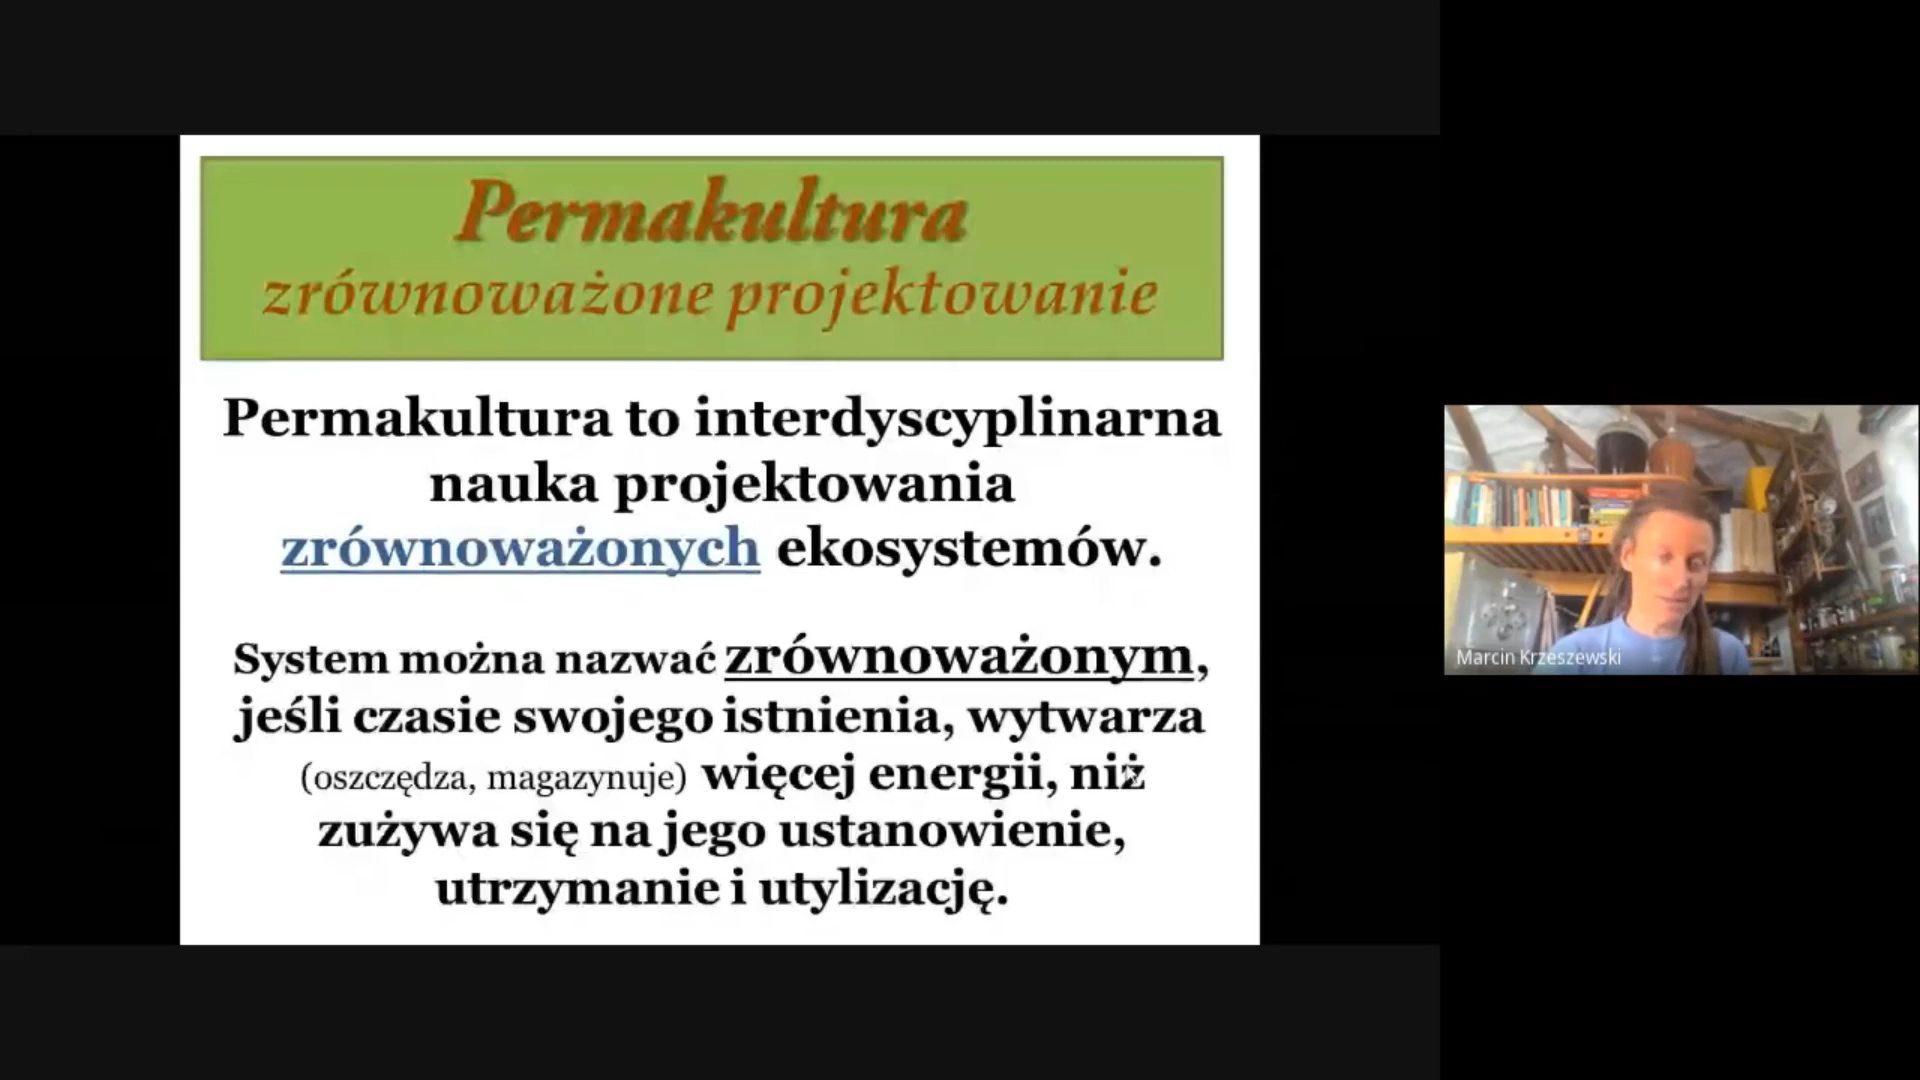 Permakultura
zrównoważone projektowanie
Permakultura to interdyscyplinarna
nauka projektowania
zrównoważonych ekosystemów.
System można nazwać zrównoważonym,
jeśli czasie swojego istnienia, wytwarza
(oszczędza, magazynuje) więcej energii, niż
zużywa się na jego ustanowienie,
utrzymanie i utylizację.
Marcin Krzeszewski